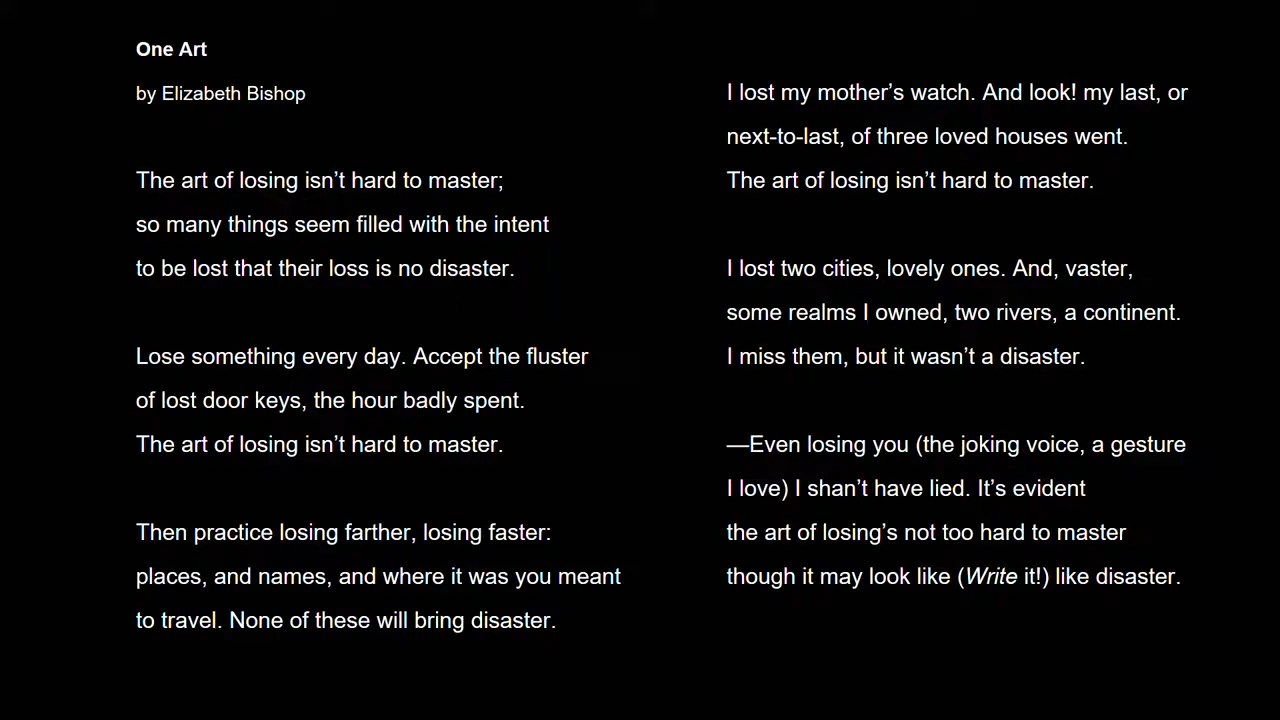 One Art
by Elizabeth Bishop
The art of losing isn’t hard to master;
so many things seem filled with the intent
to be lost that their loss is no disaster.
Lose something every day. Accept the fluster
of lost door keys, the hour badly spent.
The art of losing isn’t hard to master.
Then practice losing farther, losing faster:
places, and names, and where it was you meant
to travel. None of these will bring disaster.
I lost my mother’s watch. And look! my last, or
next-to-last, of three loved houses went.
The art of losing isn’t hard to master.
I lost two cities, lovely ones. And, vaster,
some realms I owned, two rivers, a continent.
I miss them, but it wasn’t a disaster.
—Even losing you (the joking voice, a gesture
I love) I shan’t have lied. It’s evident
the art of losing’s not too hard to master
though it may look like (Write it!) like disaster.